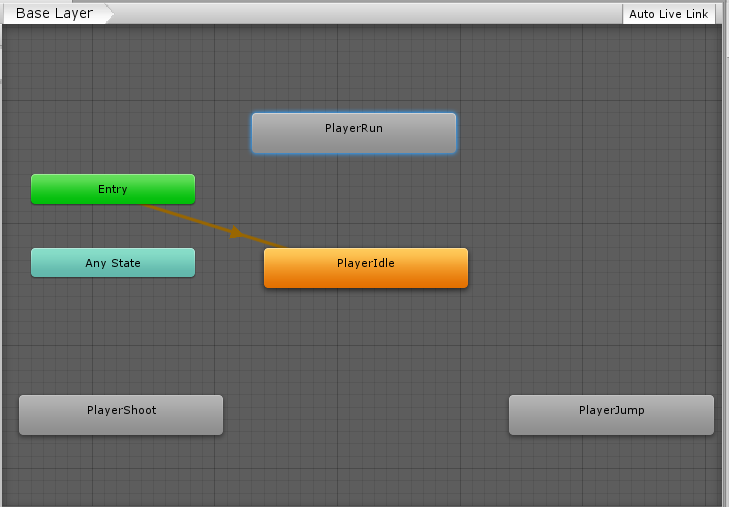 Base Layer
Auto Live Link
PlayerRun
Entry
Any State
PlayerIdle
PlayerShoot
PlayerJump